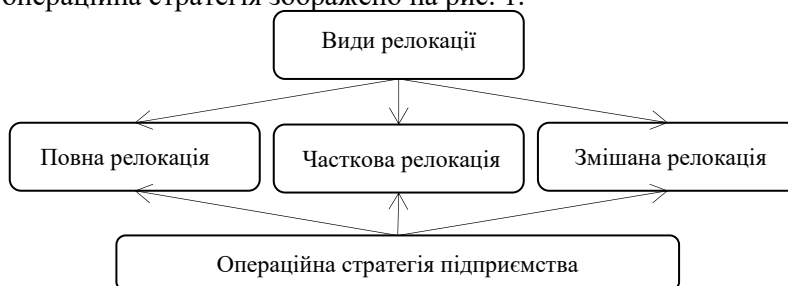 операційна стратегія зображено на рис. 1.
Види релокації
Повна релокація
Часткова релокація
Змішана релокація
Операційна стратегія підприємства